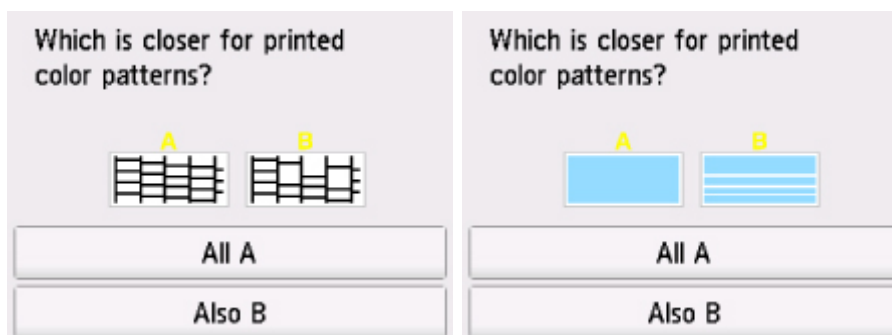 Which is closer for printed
color patterns?
A B
All A
Also B
Which is closer for printed
color patterns?
A B
All A
Also B